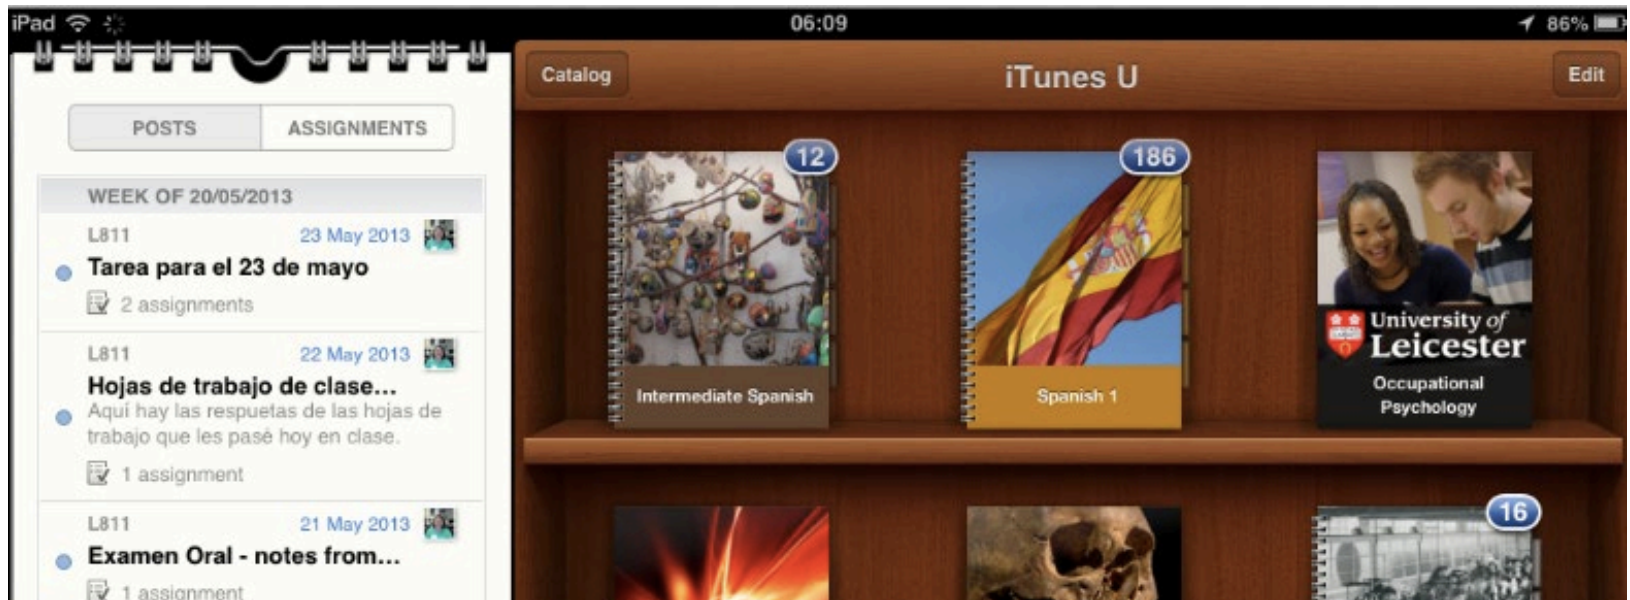 iPad 06:09 86%
POSTS ASSIGNMENTS
WEEK OF 20/05/2013
L811 23 May 2013
Tarea para el 23 de mayo
2 assignments
L811 22 May 2013
Hojas de trabajo de clase...
Aquí hay las respuetas de las hojas de
trabajo que les pasé hoy en clase.
1 assignment
L811 21 May 2013
Examen Oral - notes from...
1 assignment
Catalog iTunes U Edit
12
Intermediate Spanish
186
Spanish 1
University of
Leicester
Occupational
Psychology
16